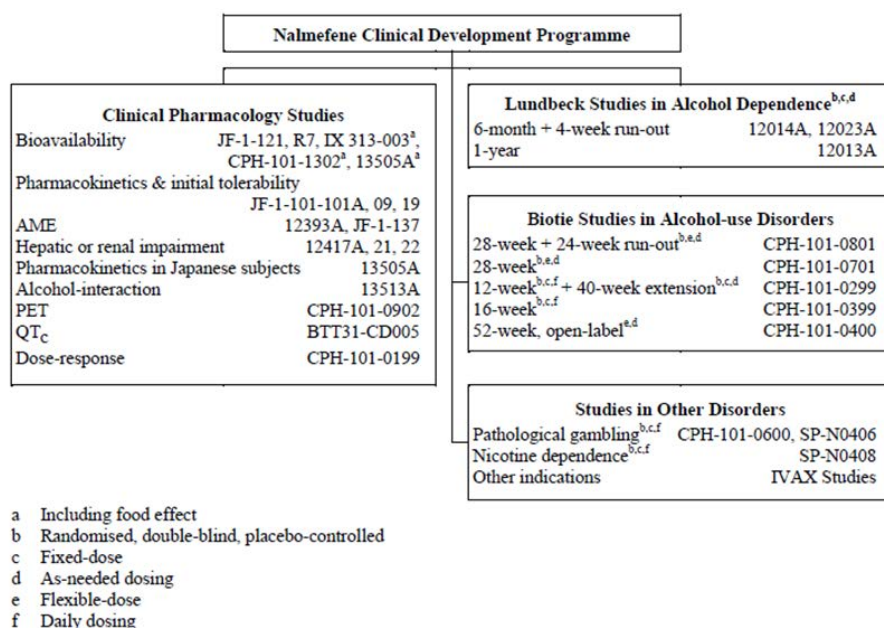 Nalmefene Clinical Development Programme
Clinical Pharmacology Studies
Bioavailability JF-1-121, R7, IX 313-003a,
CPH-101-1302a, 13505Aa
Pharmacokinetics & initial tolerability
JF-1-101-101A, 09, 19
AME 12393A, JF-1-137
Hepatic or renal impairment 12417A, 21, 22
Pharmacokinetics in Japanese subjects 13505A
Alcohol-interaction 13513A
PET CPH-101-0902
QTC BTT31-CD005
Dose-response CPH-101-0199
Lundbeck Studies in Alcohol Dependenceb,c,d
6-month + 4-week run-out 12014A, 12023A
1-year 12013A
Biotie Studies in Alcohol-use Disorders
28-week + 24-week run-outb,e,d CPH-101-0801
28-weekb,e,d CPH-101-0701
12-weekb,c,f + 40-week extensionb,c,d CPH-101-0299
16-weekb,c,f CPH-101-0399
52-week, open-labele,d CPH-101-0400
Studies in Other Disorders
Pathological gamblingb,c,f CPH-101-0600, SP-N0406
Nicotine dependenceb,c,f SP-N0408
Other indications IVAX Studies
a Including food effect
b Randomised, double-blind, placebo-controlled
c Fixed-dose
d As-needed dosing
e Flexible-dose
f Daily dosing